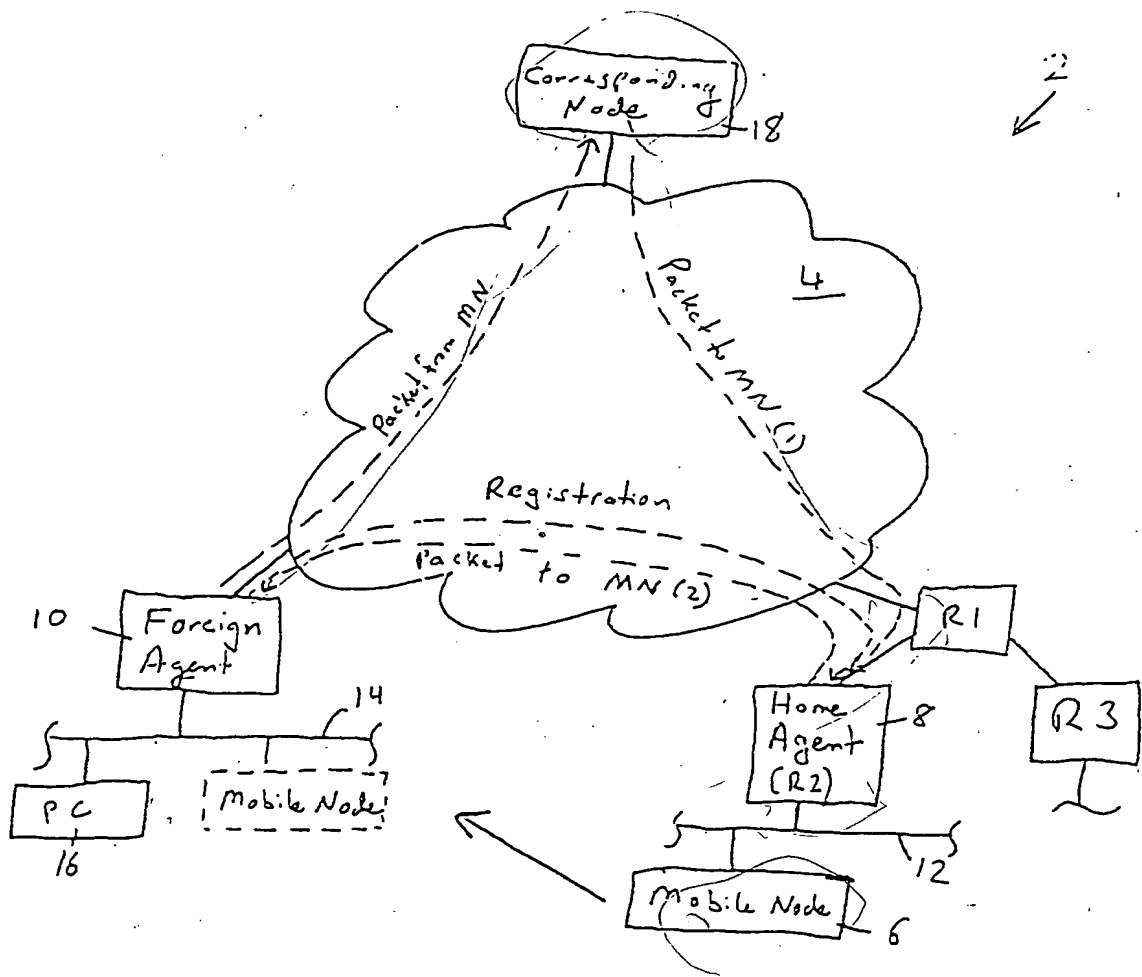 Corresponding
Node
18
2
4
Packet from MN
Packet to MN (1)
Registration
Packet to MN (2)
10
Foreign
Agent
R1
14
Home
Agent
(R2)
8
R3
PC
16
Mobile Node
12
Mobile Node
6